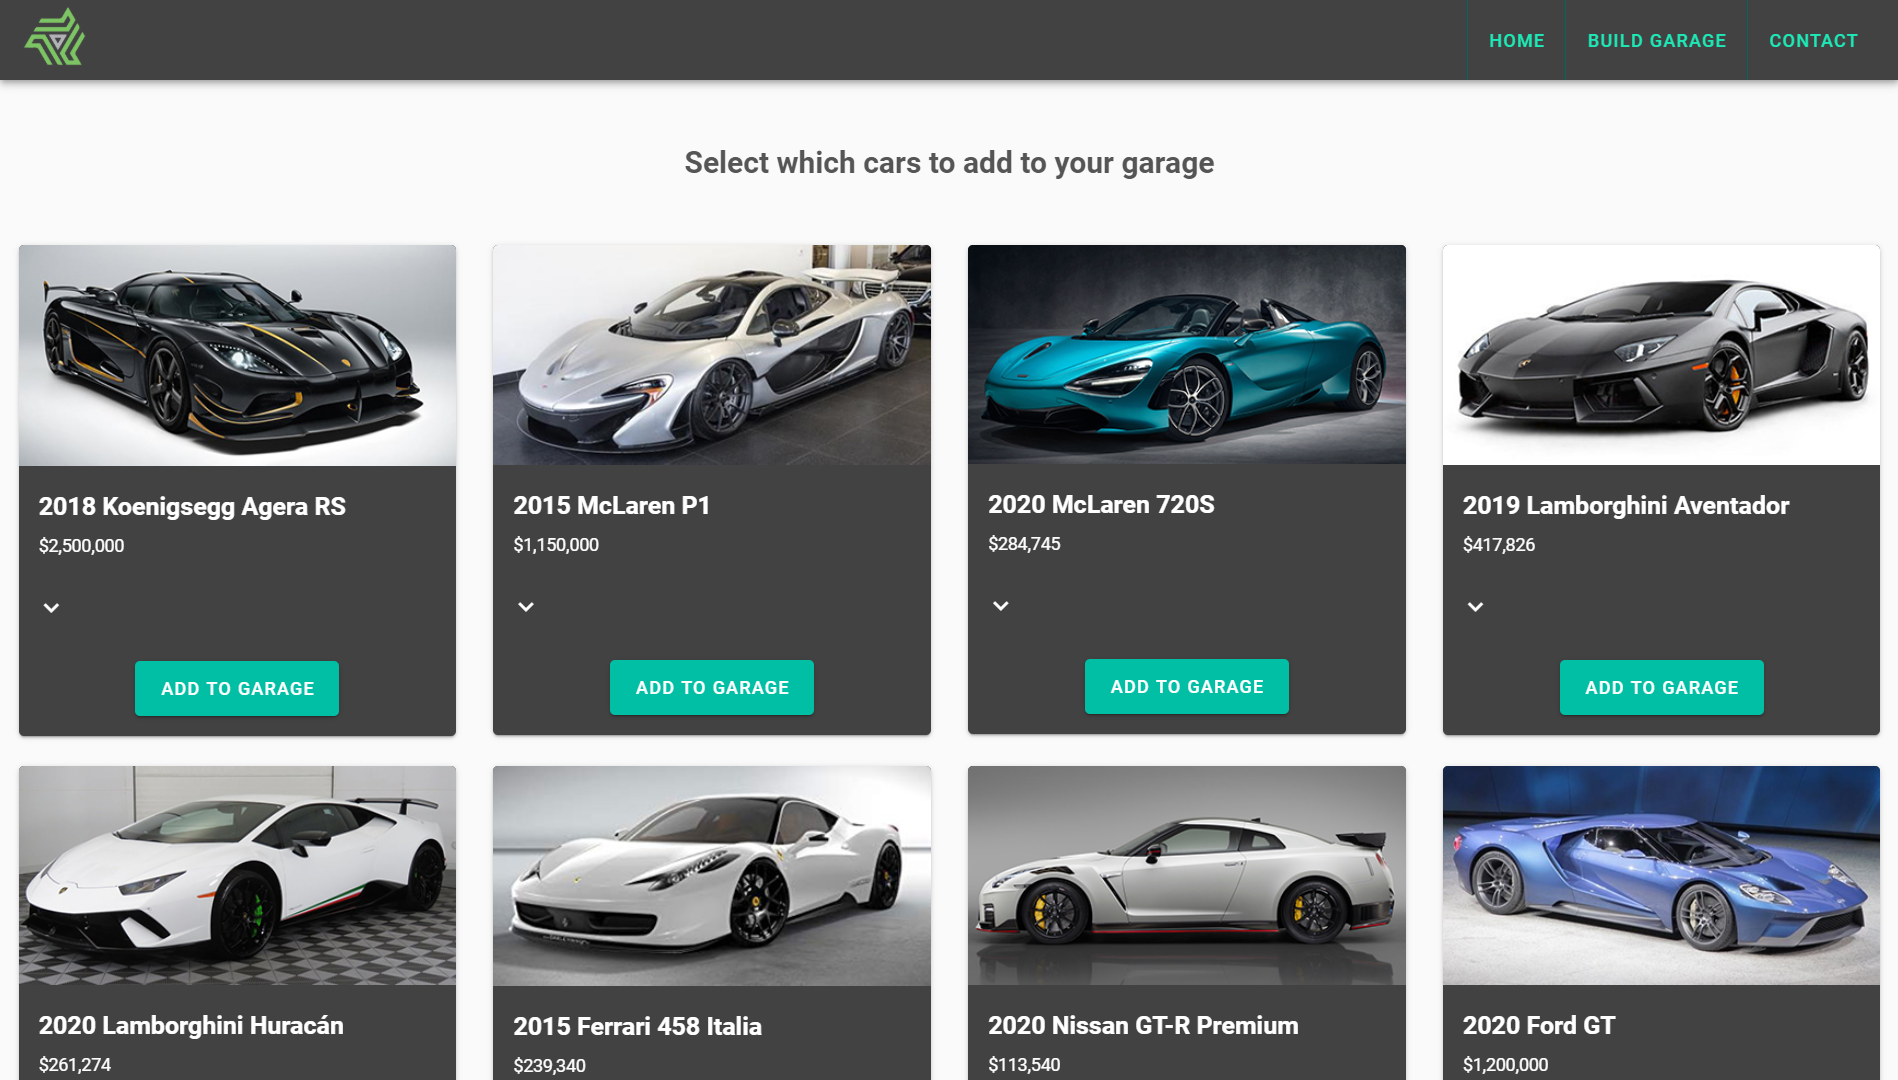 HOME
BUILD GARAGE
CONTACT
Select which cars to add to your garage
2018 Koenigsegg Agera RS
$2,500,000
ADD TO GARAGE
2015 McLaren P1
$1,150,000
ADD TO GARAGE
2020 McLaren 720S
$284,745
ADD TO GARAGE
2019 Lamborghini Aventador
$417,826
ADD TO GARAGE
2020 Lamborghini Huracán
$261,274
2015 Ferrari 458 Italia
$239,340
2020 Nissan GT-R Premium
$113,540
2020 Ford GT
$1,200,000